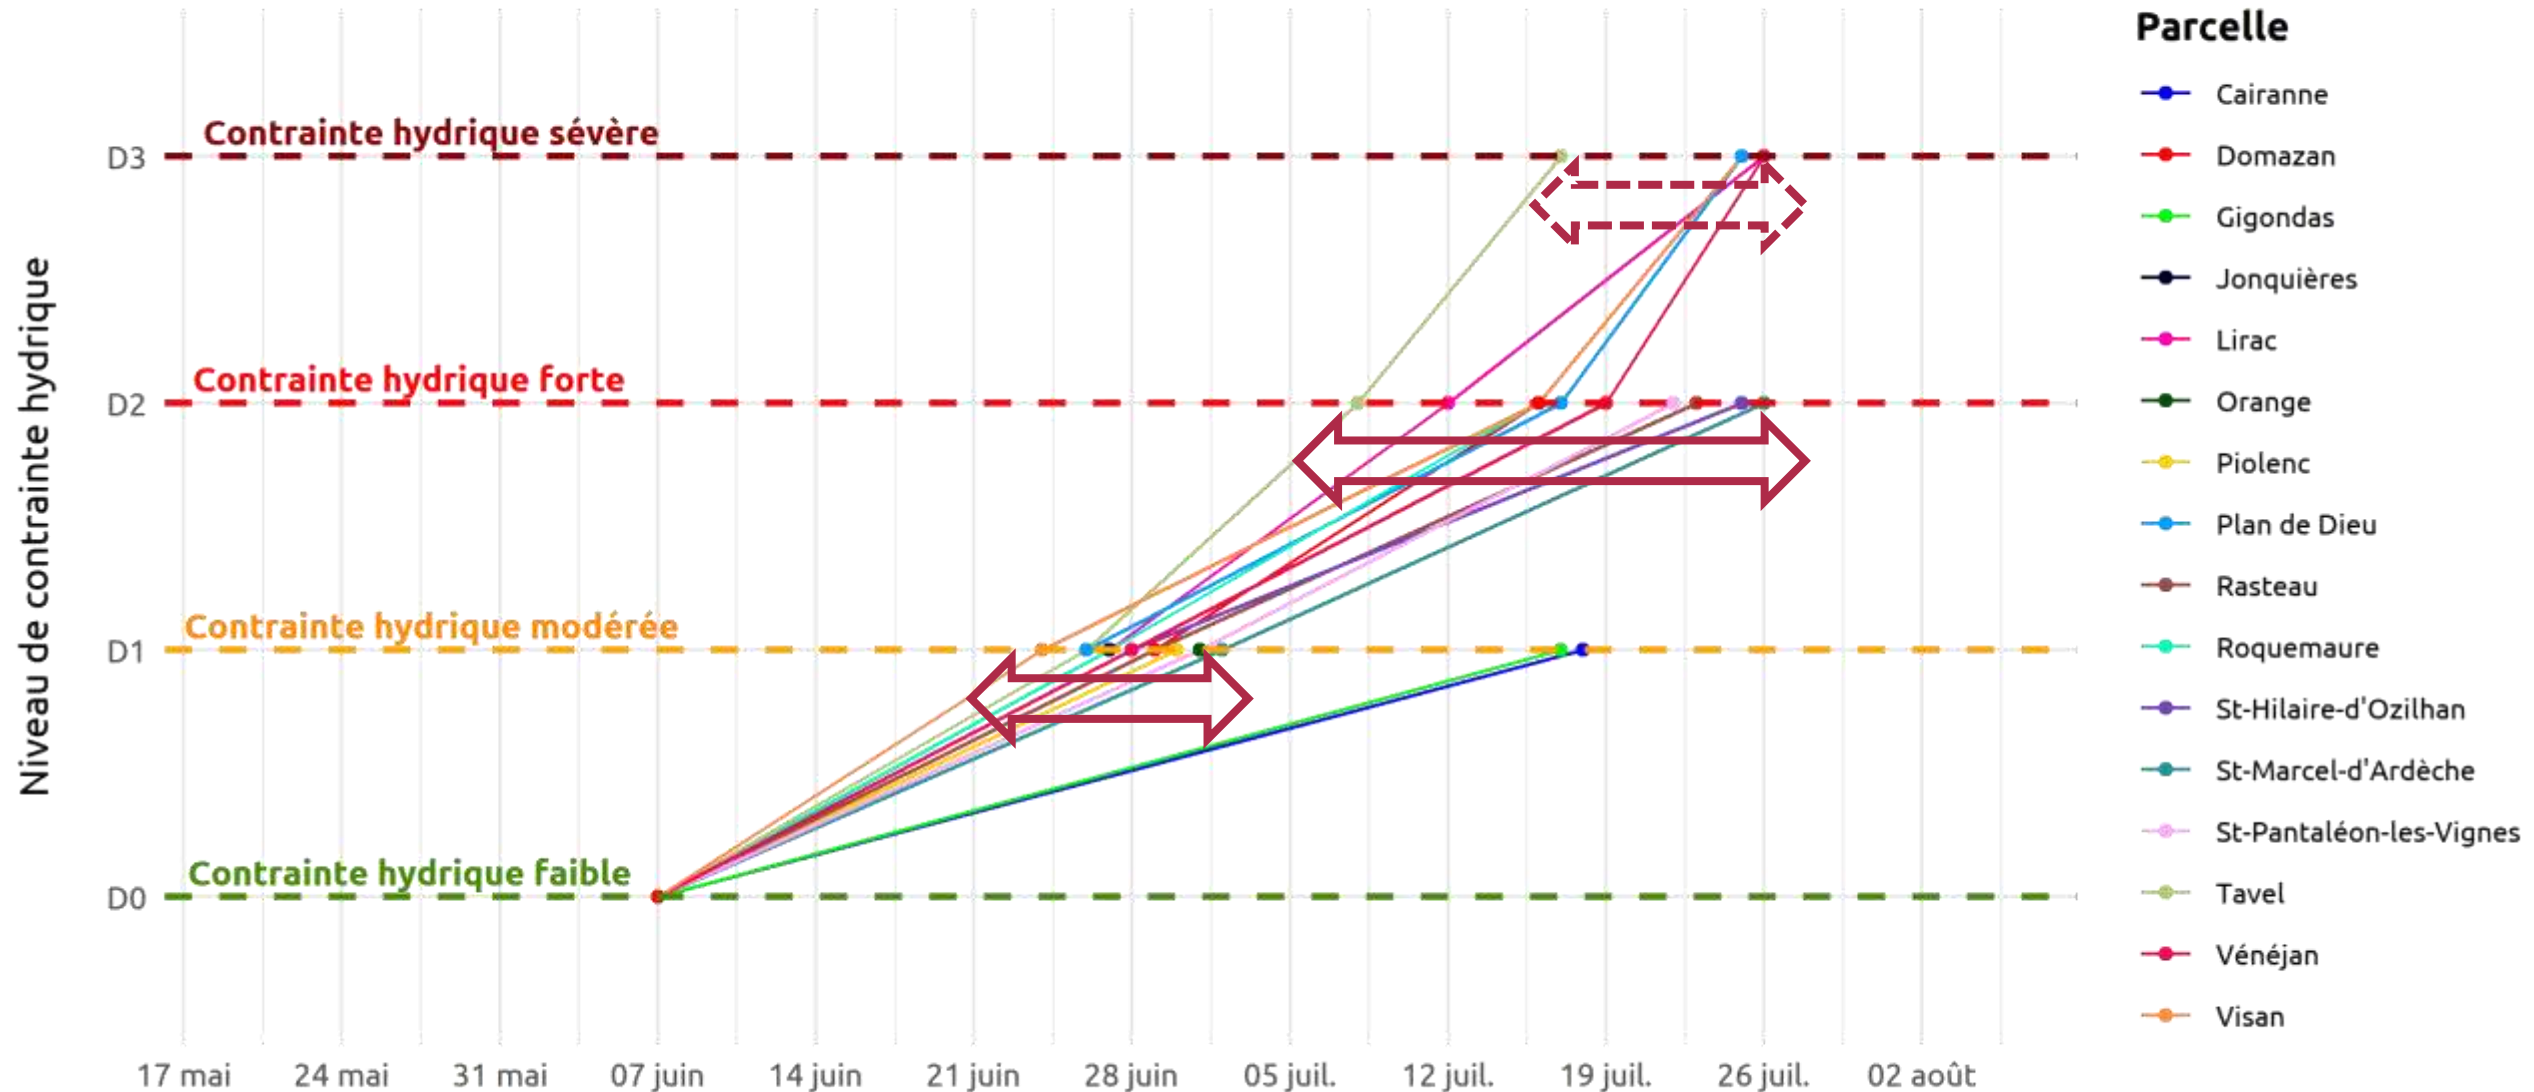 Niveau de contrainte hydrique
D3
Contrainte hydrique sévère
D2
Contrainte hydrique forte
D1
Contrainte hydrique modérée
D0
Contrainte hydrique faible
17 mai
24 mai
31 mai
07 juin
14 juin
21 juin
28 juin
05 juil.
12 juil.
19 juil.
26 juil.
02 août
Parcelle
Cairanne
Domazan
Gigondas
Jonquières
Lirac
Orange
Piolenc
Plan de Dieu
Rasteau
Roquemaure
St-Hilaire-d'Ozilhan
St-Marcel-d'Ardèche
St-Pantaléon-les-Vignes
Tavel
Vénéjan
Visan